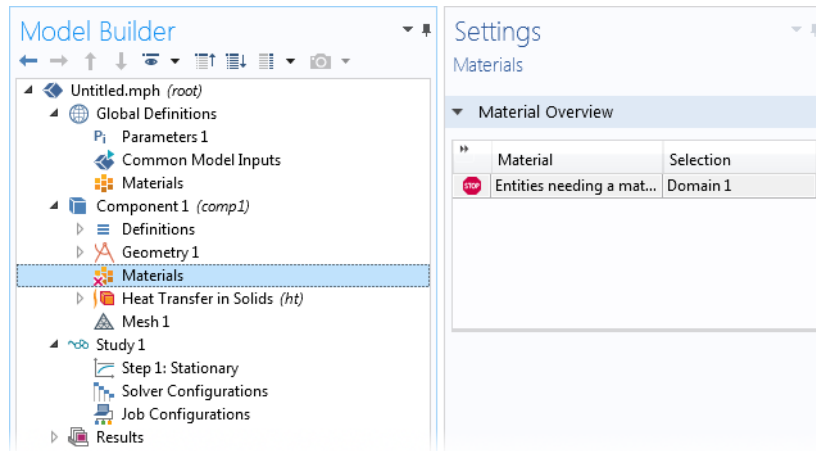 Model Builder
Untitled.mph (root)
Global Definitions
Pi Parameters 1
Common Model Inputs
Materials
Component 1 (comp1)
Definitions
Geometry 1
Materials
Heat Transfer in Solids (ht)
Mesh 1
Study 1
Step 1: Stationary
Solver Configurations
Job Configurations
Results
Settings
Materials
Material Overview
Material Selection
STOP Entities needing a mat... Domain 1